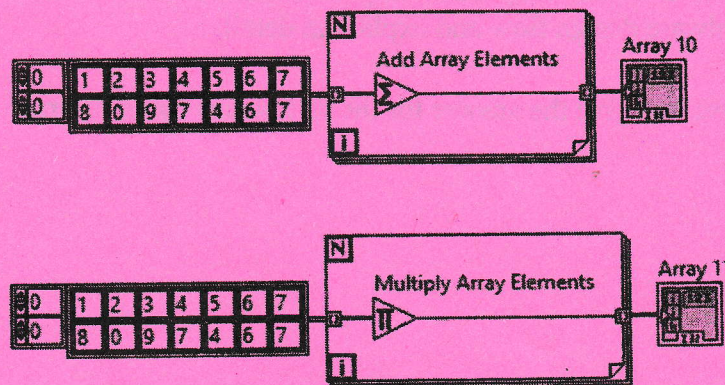 N
Add Array Elements
Array 10
0 1 2 3 4 5 6 7
0 8 0 9 7 4 6 7
Σ
i
N
Multiply Array Elements
Array 1
0 1 2 3 4 5 6 7
0 8 0 9 7 4 6 7
π
i